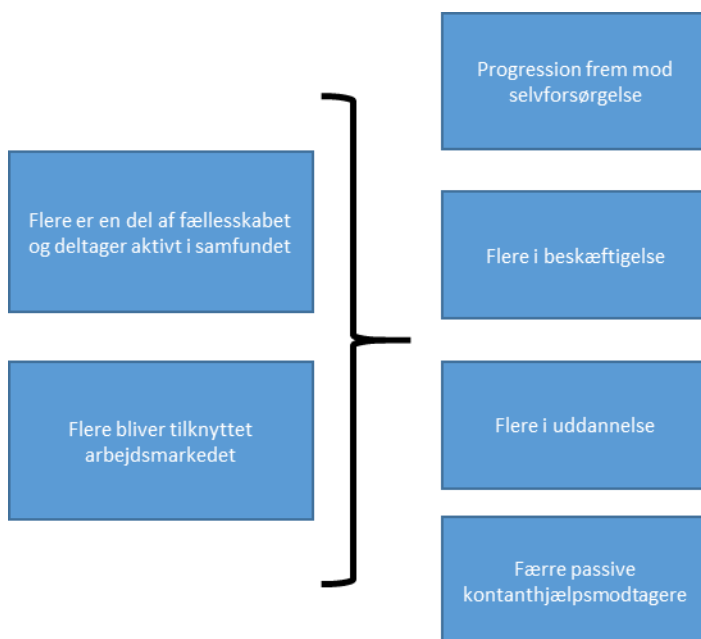 Flere er en del af fællesskabet
og deltager aktivt i samfundet
Flere bliver tilknyttet
arbejdsmarkedet
Progression frem mod
selvforsørgelse
Flere i beskæftigelse
Flere i uddannelse
Færre passive
kontanthjælpsmodtagere